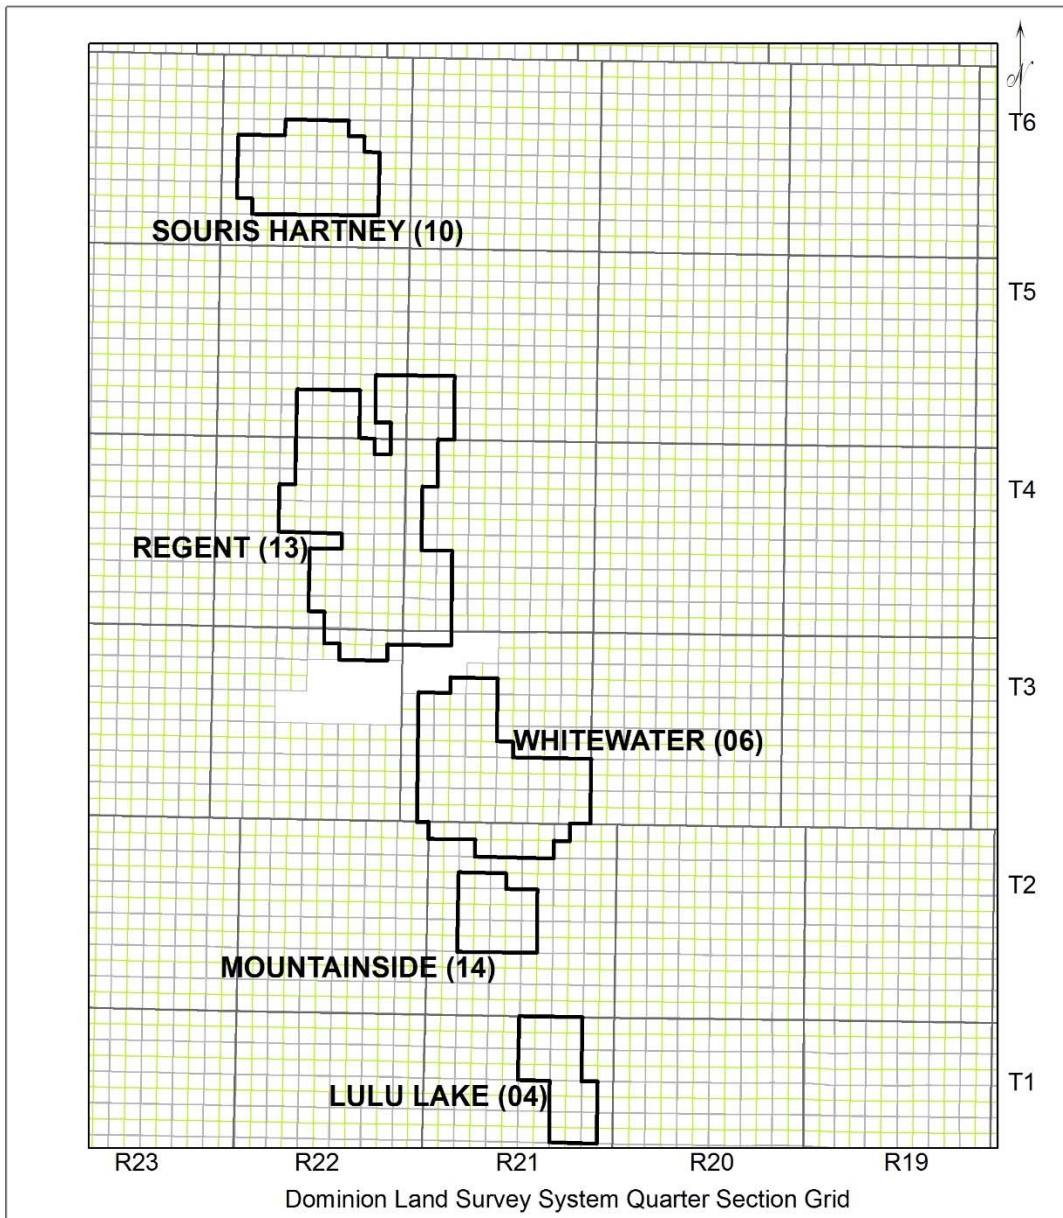 N
T6
SOURIS HARTNEY (10)
T5
T4
REGENT (13)
T3
WHITEWATER (06)
T2
MOUNTAINSIDE (14)
T1
LULU LAKE (04)
R23 R22 R21 R20 R19
Dominion Land Survey System Quarter Section Grid